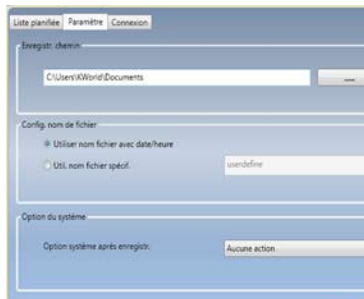 Liste planifiée Paramètre Connexion
Enregistr. chemin
C:\Users\KWorld\Documents ....
Config. nom de fichier
Utiliser nom fichier avec date/heure
Util. nom fichier spécif. userdefine
Option du système
Option système après enregistr. Aucune action